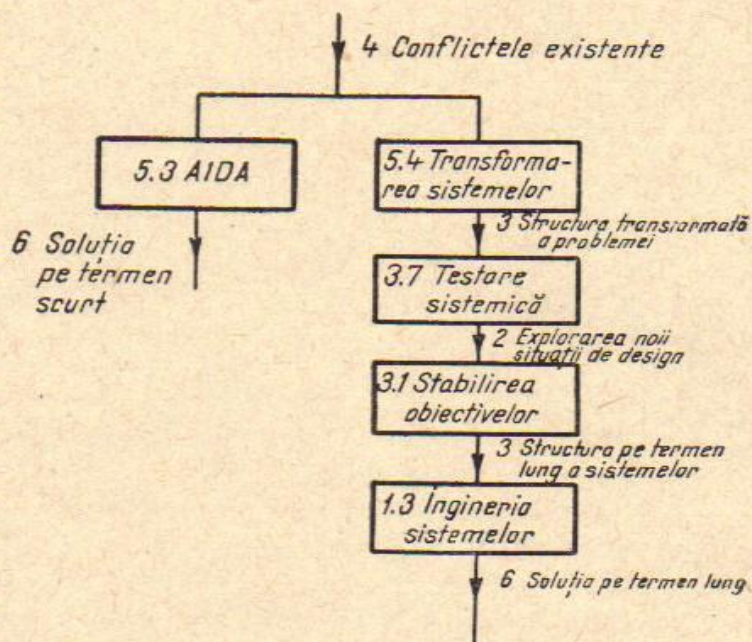 4 Conflictele existente
5.3 AIDA
5.4 Transforma-
rea sistemelor
6 Soluția
pe termen
scurt
3 Structura transformată
a problemei
3.7 Testare
sistemică
2 Explorarea noii
situații de design
3.1 Stabilirea
obiectivelor
3 Structura pe termen
lung a sistemelor
1.3 Ingineria
sistemelor
6 Soluția pe termen lung